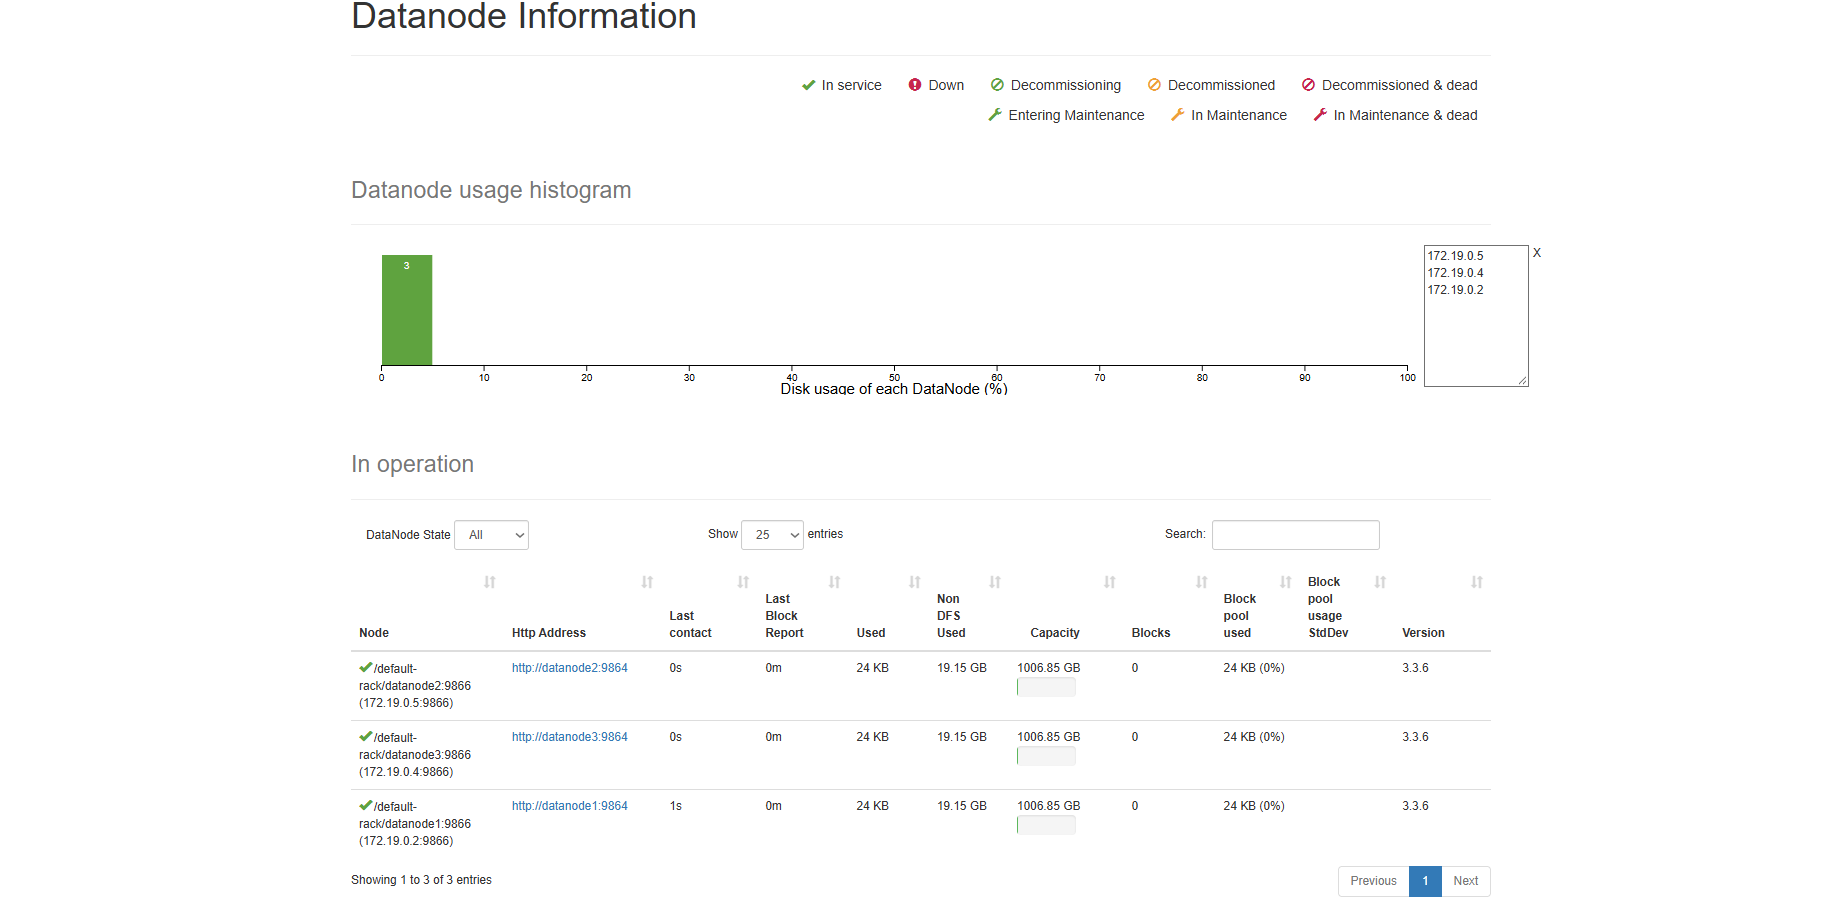 Datanode Information
In service Down Decommissioning Decommissioned Decommissioned & dead
Entering Maintenance In Maintenance In Maintenance & dead
Datanode usage histogram
3
0 10 20 30 40 50 60 70 80 90 100
Disk usage of each DataNode (%)
172.19.0.5
172.19.0.4
172.19.0.2
X
In operation
DataNode State All Show 25 entries Search:
Node Http Address Last contact Last Block Report Used Non DFS Used Capacity Blocks Block pool used Block pool usage StdDev Version
/default-
rack/datanode2:9866
(172.19.0.5:9866)
http://datanode2:9864 0s 0m 24 KB 19.15 GB 1006.85 GB 0 24 KB (0%) 3.3.6
/default-
rack/datanode3:9866
(172.19.0.4:9866)
http://datanode3:9864 0s 0m 24 KB 19.15 GB 1006.85 GB 0 24 KB (0%) 3.3.6
/default-
rack/datanode1:9866
(172.19.0.2:9866)
http://datanode1:9864 1s 0m 24 KB 19.15 GB 1006.85 GB 0 24 KB (0%) 3.3.6
Showing 1 to 3 of 3 entries
Previous 1 Next